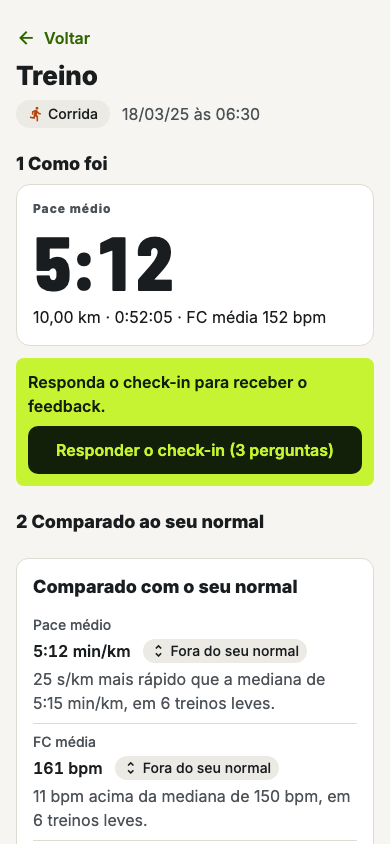 Voltar
Treino
Corrida 18/03/25 às 06:30
1 Como foi
Pace médio
5:12
10,00 km · 0:52:05 · FC média 152 bpm
Responda o check-in para receber o
feedback.
Responder o check-in (3 perguntas)
2 Comparado ao seu normal
Comparado com o seu normal
Pace médio
5:12 min/km Fora do seu normal
25 s/km mais rápido que a mediana de
5:15 min/km, em 6 treinos leves.
FC média
161 bpm Fora do seu normal
11 bpm acima da mediana de 150 bpm, em
6 treinos leves.